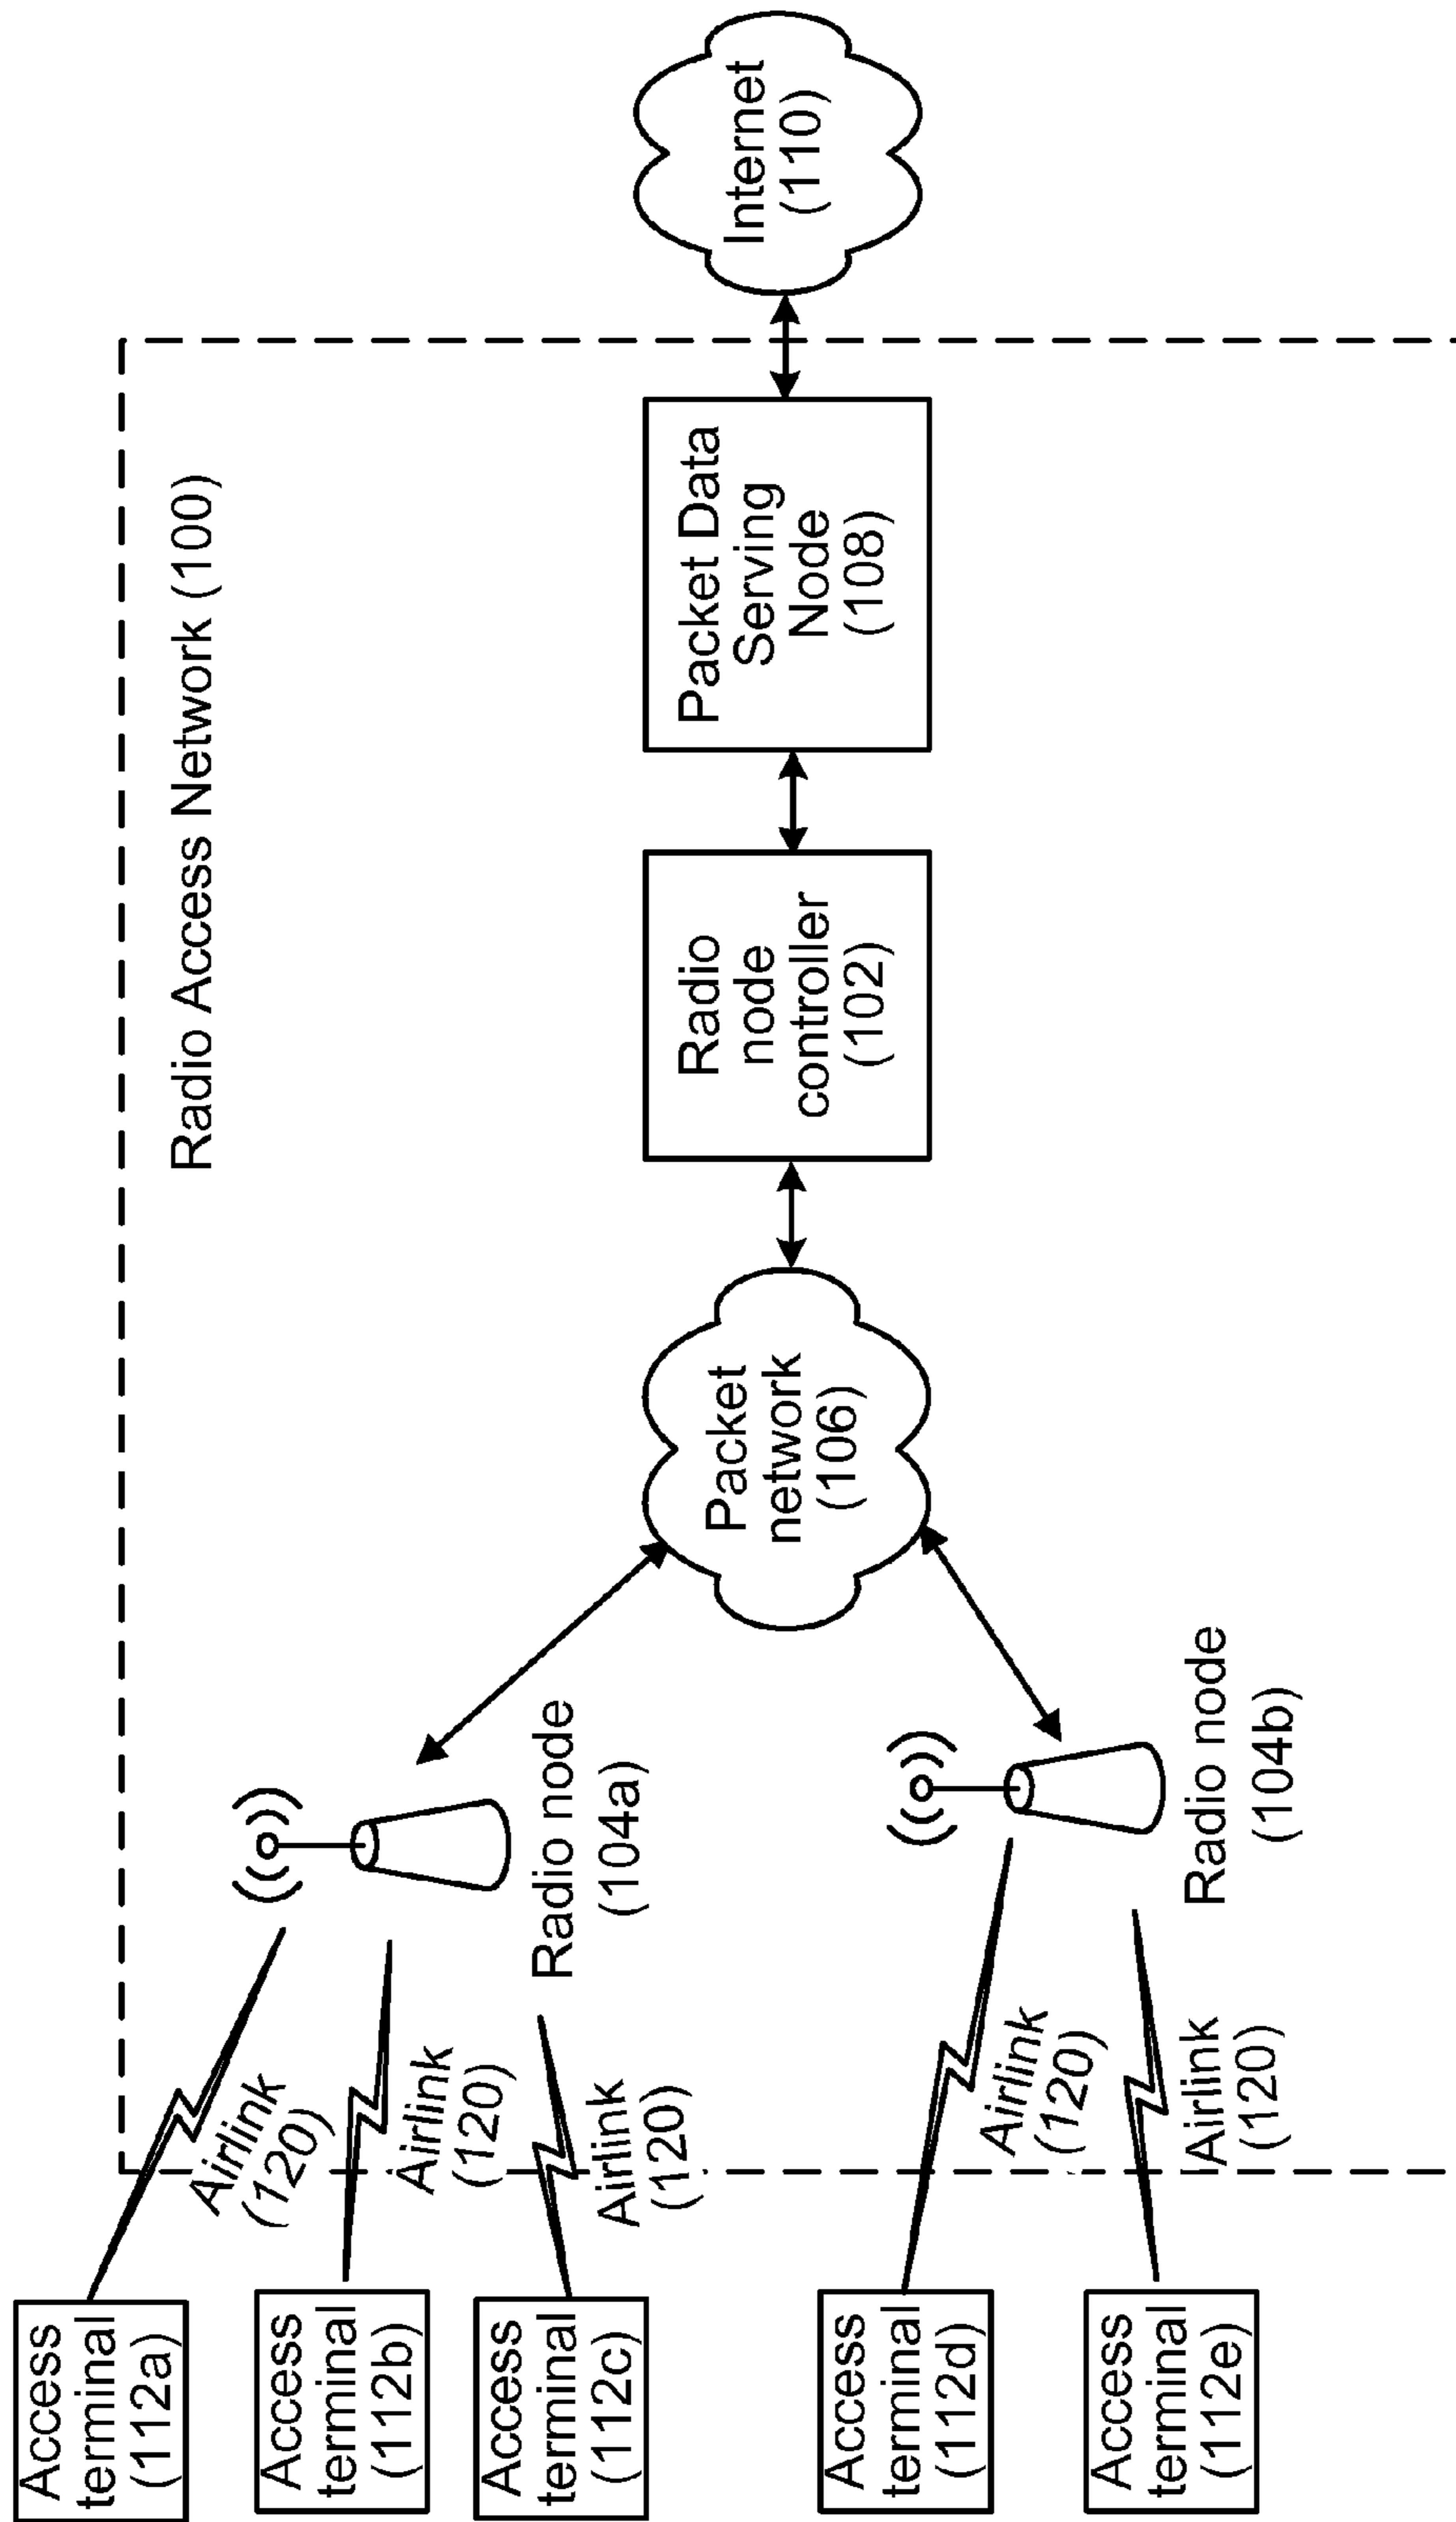 Radio Access Network (100)
Access
terminal
(112a)
Airlink
(120)
Access
terminal
(112b)
Airlink
(120)
Access
terminal
(112c)
Airlink
(120)
Radio node
(104a)
Access
terminal
(112d)
Airlink
(120)
Access
terminal
(112e)
Airlink
(120)
Radio node
(104b)
Packet
network
(106)
Radio
node
controller
(102)
Packet Data
Serving
Node
(108)
Internet
(110)